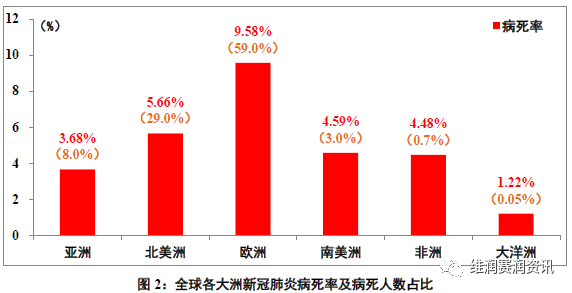 12
(%)
病死率
10
8
6
4
2
0
3.68%
(8.0%)
5.66%
(29.0%)
9.58%
(59.0%)
4.59%
(3.0%)
4.48%
(0.7%)
1.22%
(0.05%)
亚洲
北美洲
欧洲
南美洲
非洲
大洋洲
维润赛润资讯
图 2：全球各大洲新冠肺炎病死率及病死人数占比